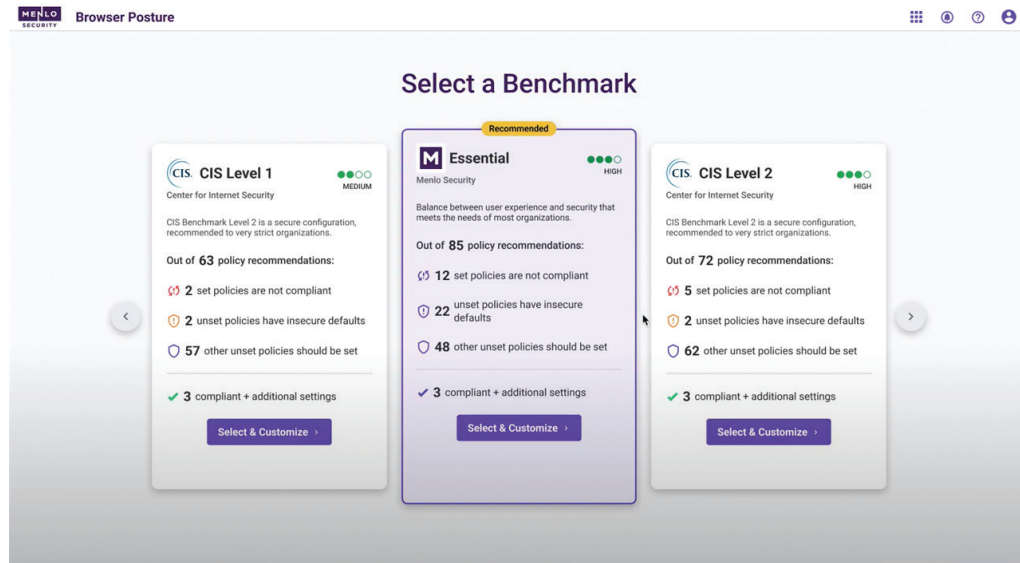 MENLO
SECURITY
Browser Posture
Select a Benchmark
CIS. CIS Level 1
MEDIUM
Center for Internet Security
CIS Benchmark Level 2 is a secure configuration,
recommended to very strict organizations.
Out of 63 policy recommendations:
2 set policies are not compliant
2 unset policies have insecure defaults
57 other unset policies should be set
3 compliant + additional settings
Select & Customize ›
Recommended
M Essential
HIGH
Menlo Security
Balance between user experience and security that
meets the needs of most organizations.
Out of 85 policy recommendations:
12 set policies are not compliant
22 unset policies have insecure
defaults
48 other unset policies should be set
3 compliant + additional settings
Select & Customize ›
CIS. CIS Level 2
HIGH
Center for Internet Security
CIS Benchmark Level 2 is a secure configuration,
recommended to very strict organizations.
Out of 72 policy recommendations:
5 set policies are not compliant
2 unset policies have insecure defaults
62 other unset policies should be set
3 compliant + additional settings
Select & Customize ›